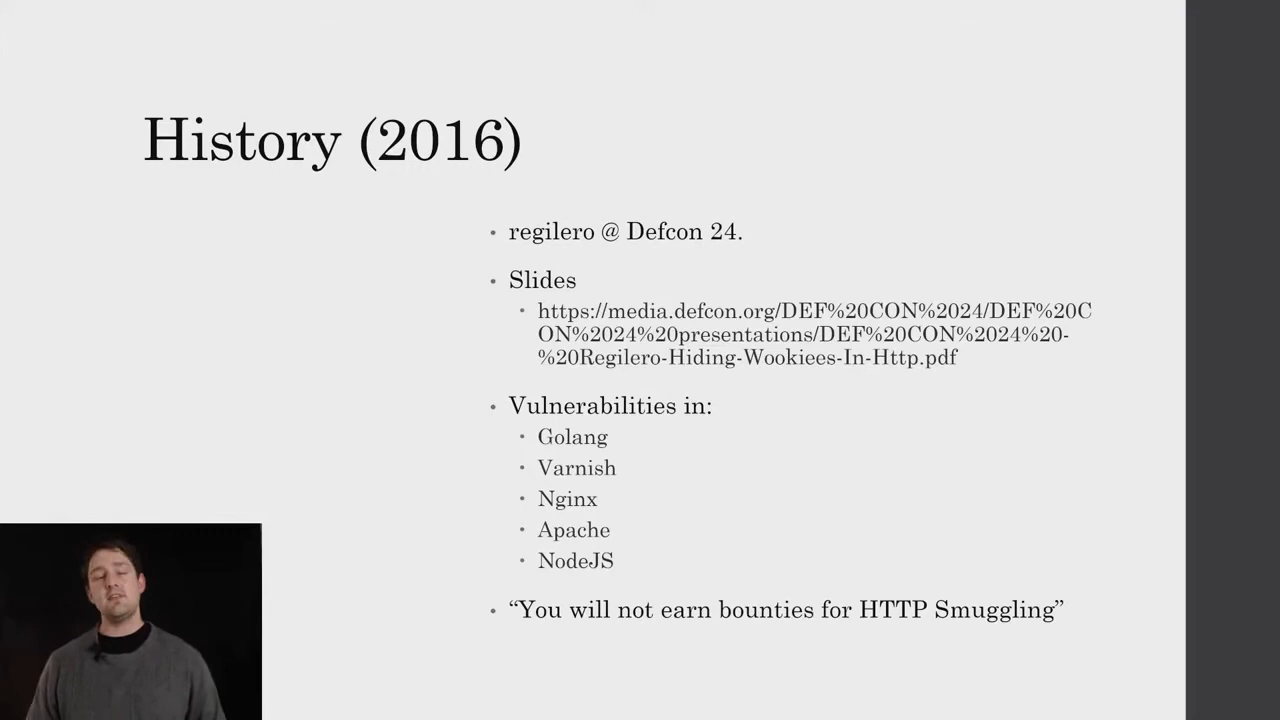 History (2016)
regilero @ Defcon 24.
Slides
https://media.defcon.org/DEF%20CON%2024/DEF%20C
ON%2024%20presentations/DEF%20CON%2024%20-
%20Regilero-Hiding-Wookiees-In-Http.pdf
Vulnerabilities in:
Golang
Varnish
Nginx
Apache
NodeJS
“You will not earn bounties for HTTP Smuggling”